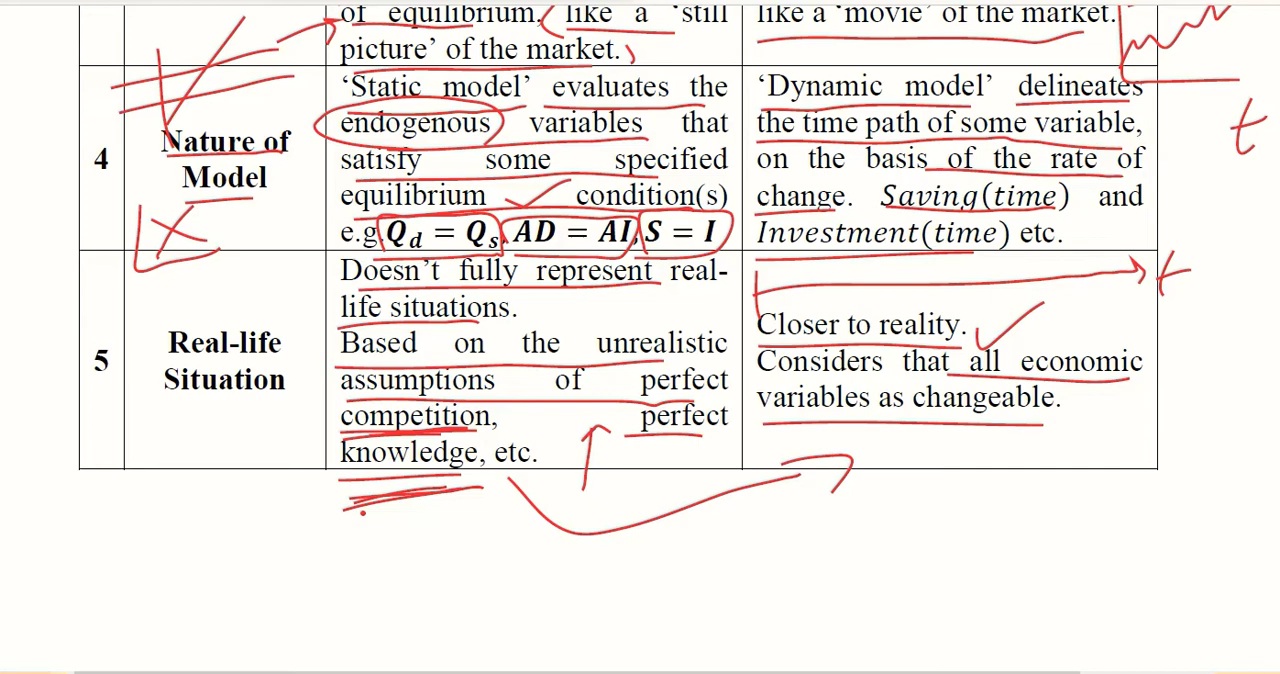 of equilibrium, like a 'still
picture' of the market.
like a 'movie' of the market.
4
Nature of
Model
'Static model' evaluates the
endogenous variables that
satisfy some specified
equilibrium condition(s)
e.g. Qd = Qs, AD = AI, S = I
'Dynamic model' delineates
the time path of some variable,
on the basis of the rate of
change. Saving(time) and
Investment(time) etc.
t
5
Real-life
Situation
Doesn't fully represent real-
life situations.
Based on the unrealistic
assumptions of perfect
competition, perfect
knowledge, etc.
t
Closer to reality.
Considers that all economic
variables as changeable.